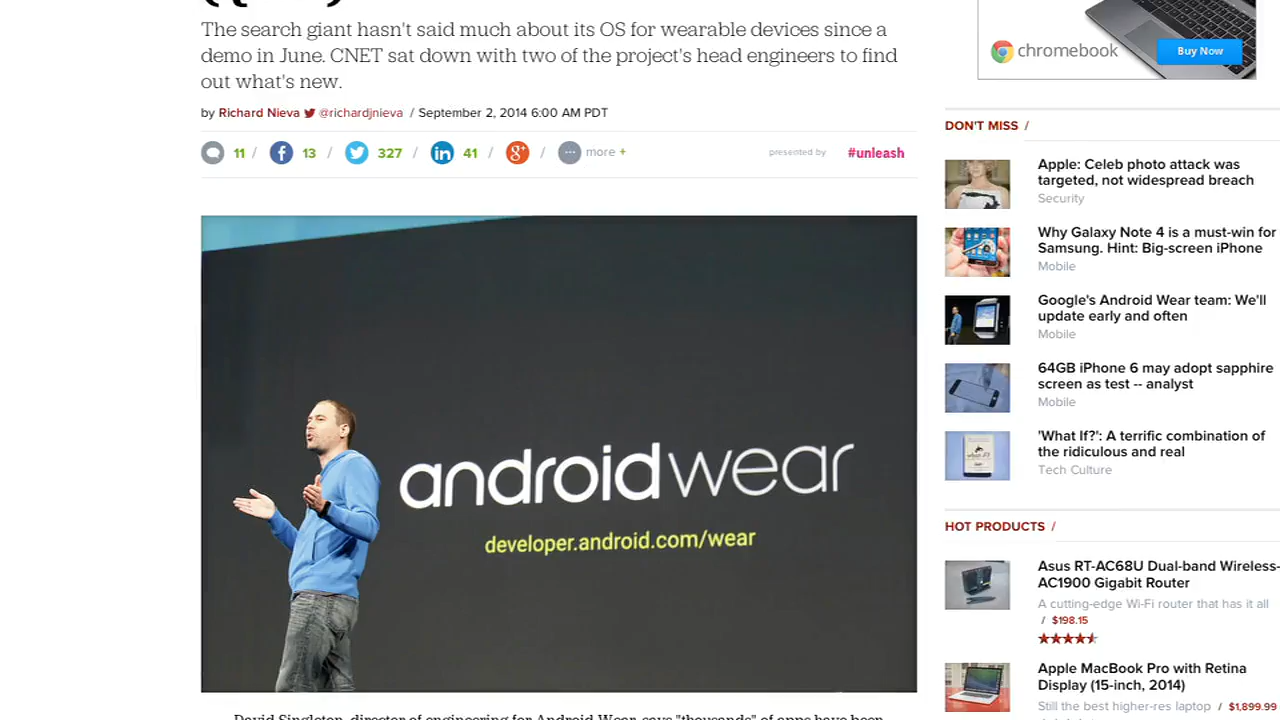 The search giant hasn't said much about its OS for wearable devices since a
demo in June. CNET sat down with two of the project's head engineers to find
out what's new.
by Richard Nieva @richardjnieva / September 2, 2014 6:00 AM PDT
11 / 13 / 327 / 41 / / more +
presented by #unleash
androidwear
developer.android.com/wear
David Singleton, director of engineering for Android Wear, says "thousands" of apps have been
chromebook
Buy Now
DON'T MISS /
Apple: Celeb photo attack was
targeted, not widespread breach
Security
Why Galaxy Note 4 is a must-win for
Samsung. Hint: Big-screen iPhone
Mobile
Google's Android Wear team: We'll
update early and often
Mobile
64GB iPhone 6 may adopt sapphire
screen as test -- analyst
Mobile
'What If?': A terrific combination of
the ridiculous and real
Tech Culture
HOT PRODUCTS /
Asus RT-AC68U Dual-band Wireless-
AC1900 Gigabit Router
A cutting-edge Wi-Fi router that has it all
/ $198.15
Apple MacBook Pro with Retina
Display (15-inch, 2014)
Still the best higher-res laptop / $1,899.99